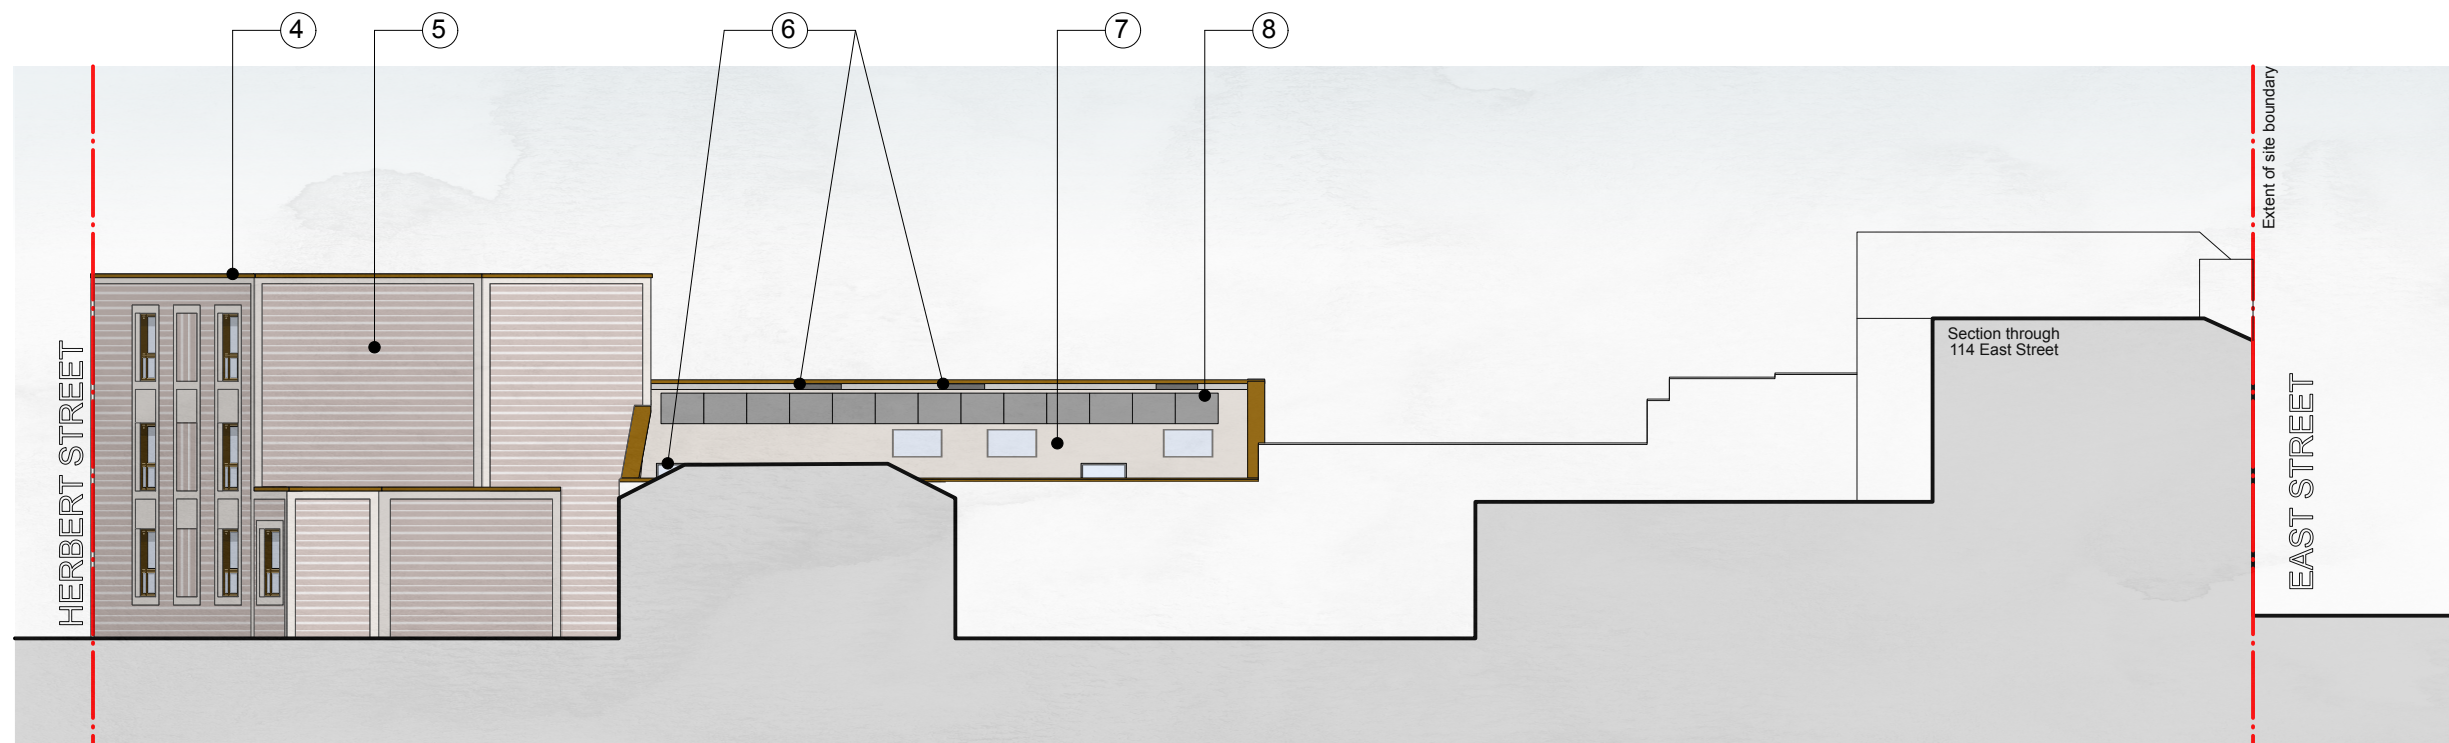 4
5
6
7
8
Extent of site boundary
Section through
114 East Street
HERBERT STREET
EAST STREET